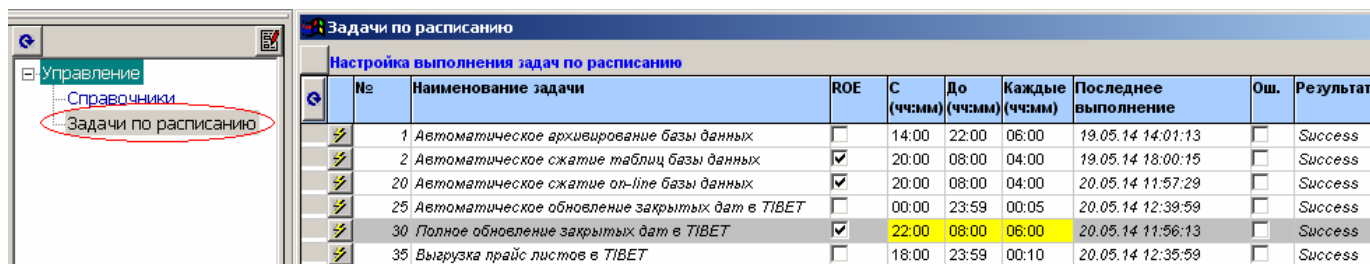 Управление
Справочники
Задачи по расписанию
Задачи по расписанию
Настройка выполнения задач по расписанию
№ Наименование задачи ROE С (чч:мм) До (чч:мм) Каждые (чч:мм) Последнее выполнение Ош. Результат
1 Автоматическое архивирование базы данных 14:00 22:00 06:00 19.05.14 14:01:13 Success
2 Автоматическое сжатие таблиц базы данных 20:00 08:00 04:00 19.05.14 18:00:15 Success
20 Автоматическое сжатие on-line базы данных 20:00 08:00 04:00 20.05.14 11:57:29 Success
25 Автоматическое обновление закрытых дат в TIBET 00:00 23:59 00:05 20.05.14 12:39:59 Success
30 Полное обновление закрытых дат в TIBET 22:00 08:00 06:00 20.05.14 11:56:13 Success
35 Выгрузка прайс листов в TIBET 18:00 23:59 00:10 20.05.14 12:35:59 Success